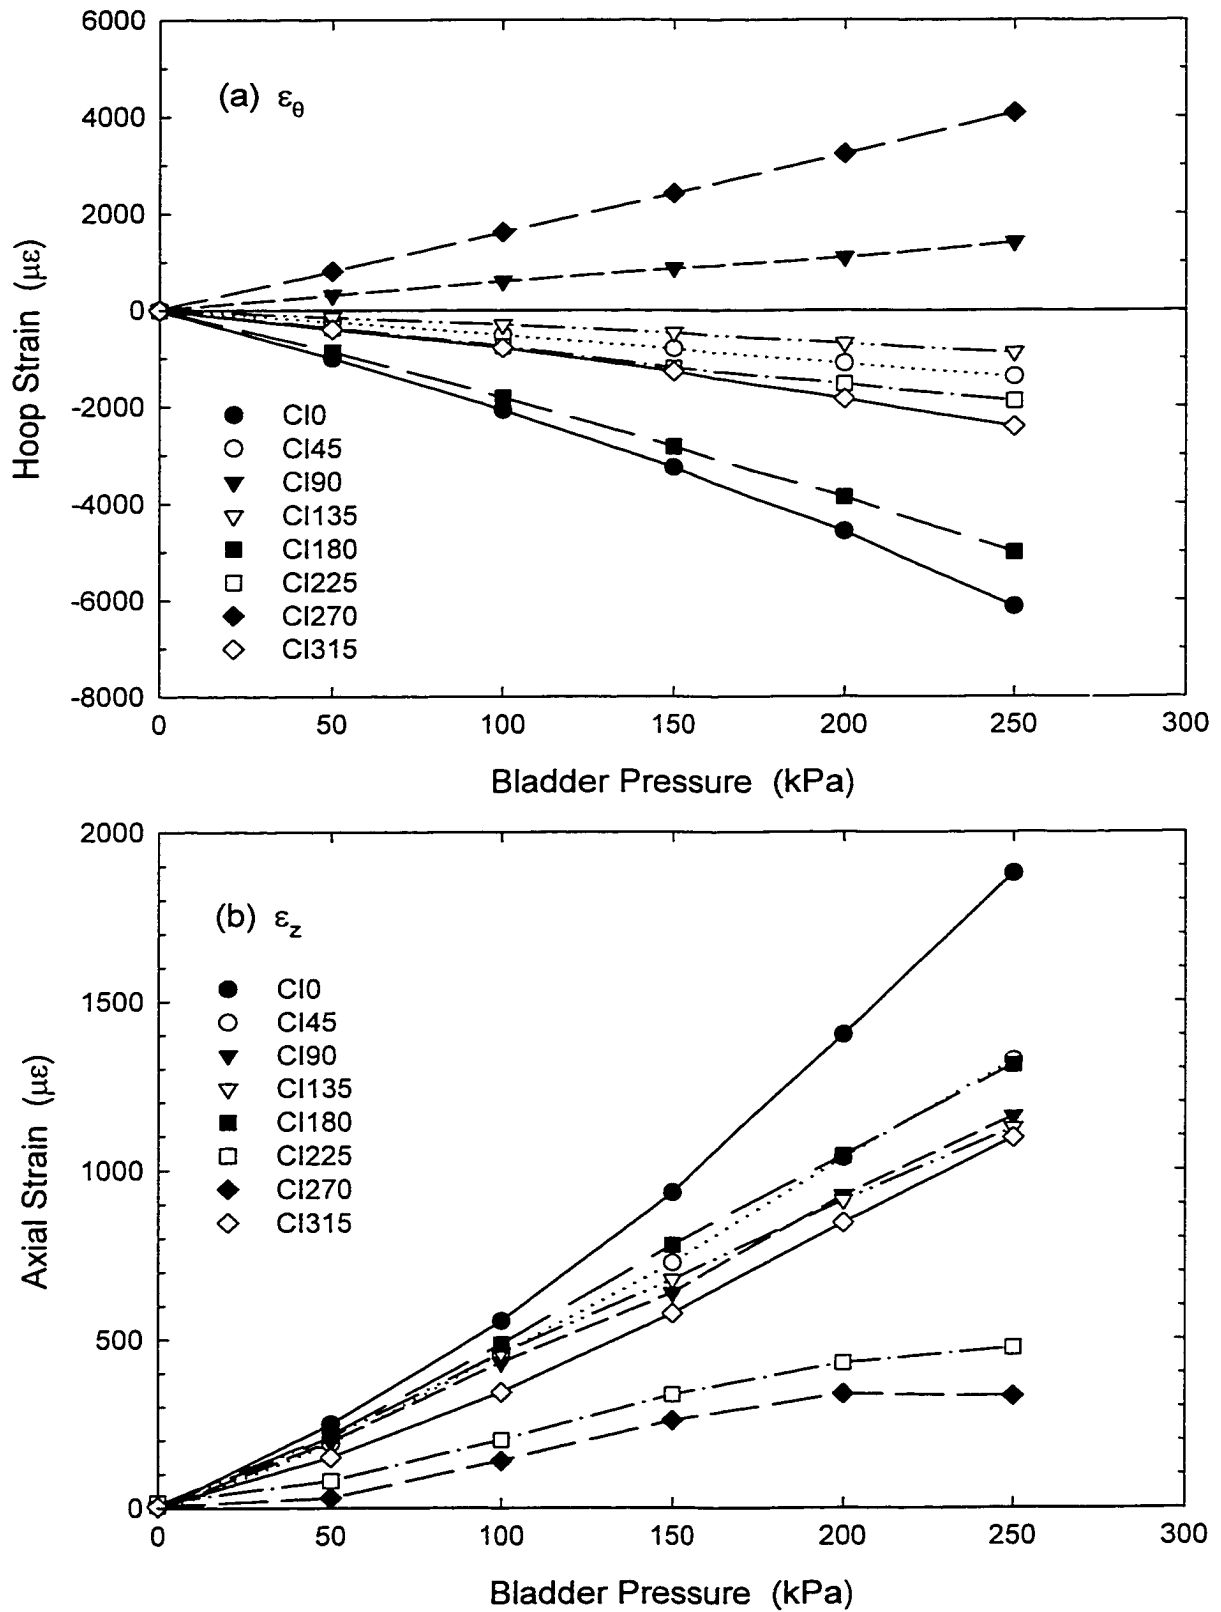 6000
4000
2000
0
-2000
-4000
-6000
-8000
Hoop Strain (με)
(a) εθ
CI0
CI45
CI90
CI135
CI180
CI225
CI270
CI315
0 50 100 150 200 250 300
Bladder Pressure (kPa)
2000
1500
1000
500
0
Axial Strain (με)
(b) εz
CI0
CI45
CI90
CI135
CI180
CI225
CI270
CI315
0 50 100 150 200 250 300
Bladder Pressure (kPa)